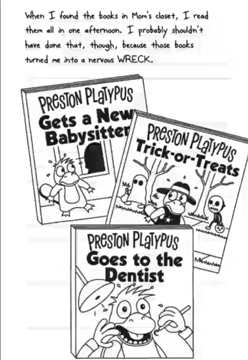 When I found the books in Mom's closet, I read
them all in one afternoon. I probably shouldn't
have done that, though, because those books
turned me into a nervous WRECK.
PRESTON PLATYPUS
Gets a New
Babysitter
PRESTON PLATYPUS
Trick-or-Treats
PRESTON PLATYPUS
Goes to the
Dentist